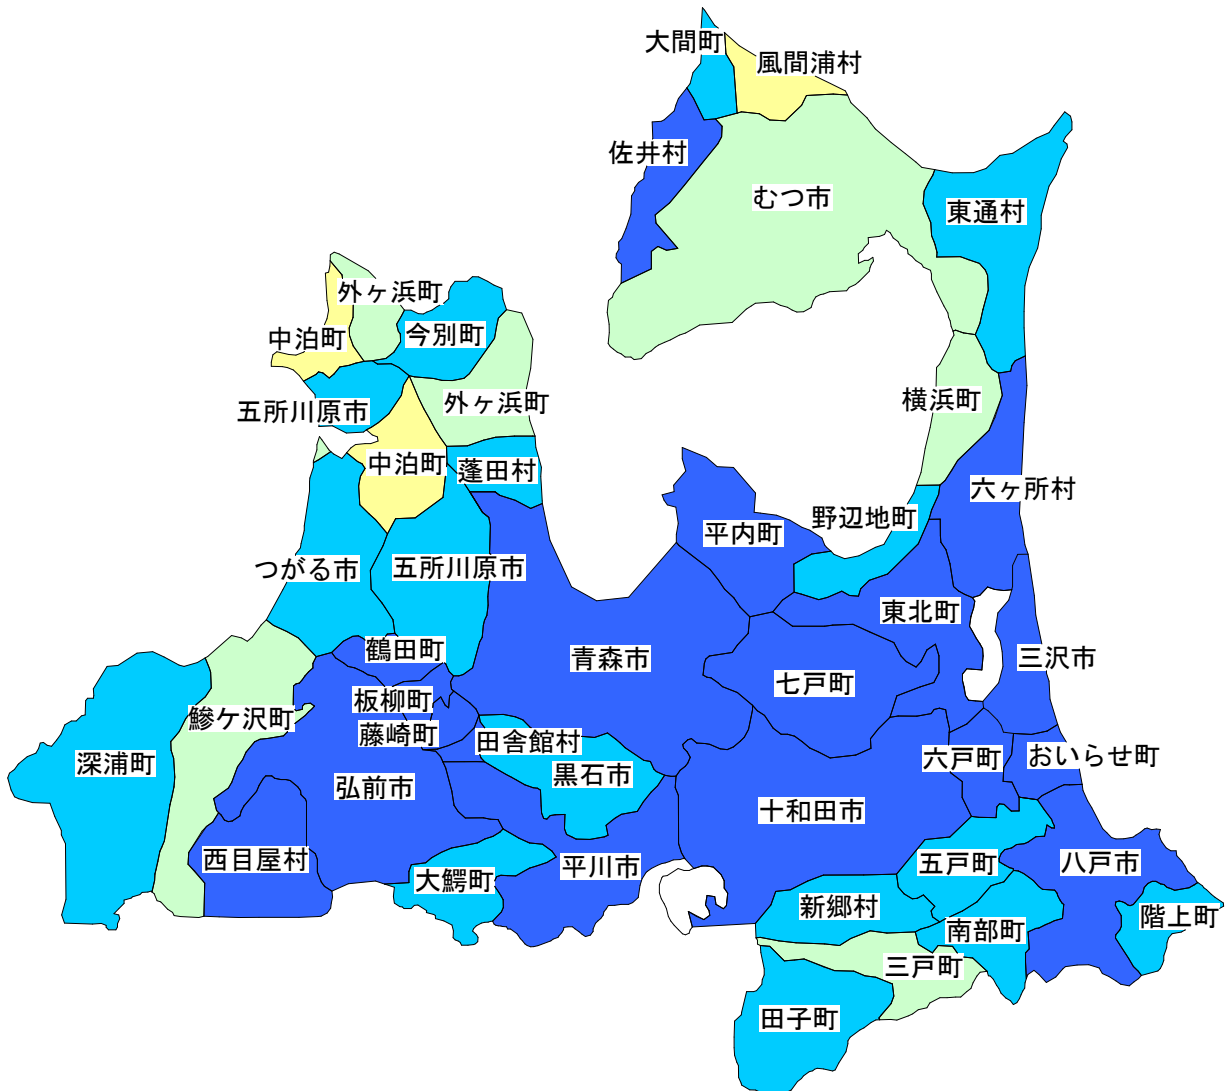 大間町
風間浦村
佐井村
むつ市
東通村
外ヶ浜町
今別町
中泊町
五所川原市
外ヶ浜町
横浜町
中泊町
蓬田村
六ヶ所村
野辺地町
平内町
つがる市
五所川原市
東北町
鶴田町
青森市
三沢市
七戸町
板柳町
鰺ケ沢町
藤崎町
田舎館村
六戸町
おいらせ町
深浦町
黒石市
弘前市
十和田市
西目屋村
平川市
五戸町
八戸市
大鰐町
新郷村
階上町
南部町
三戸町
田子町